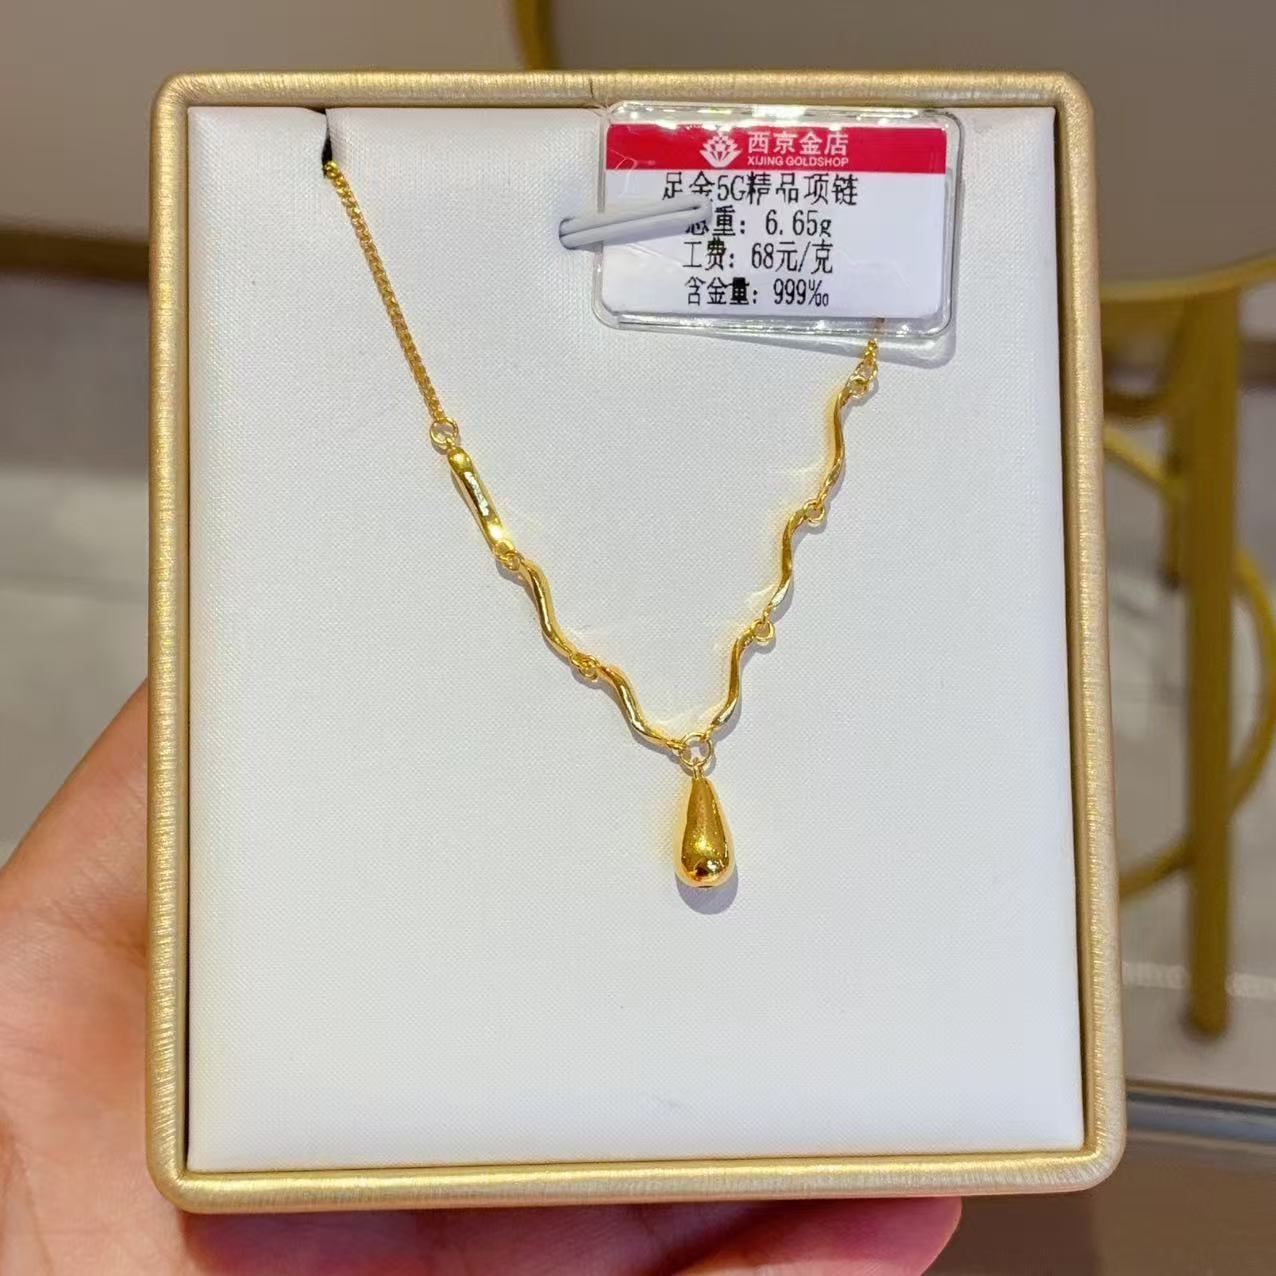 西京金店
XIJING GOLDSHOP
足金5G精品项链
总重: 6.65g
工费: 68元/克
含金量: 999‰